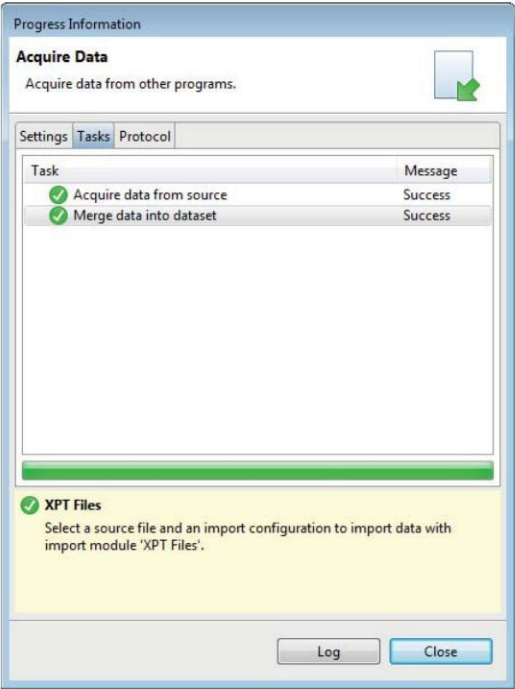 Progress Information
Acquire Data
Acquire data from other programs.
Settings Tasks Protocol
Task Message
Acquire data from source Success
Merge data into dataset Success
XPT Files
Select a source file and an import configuration to import data with
import module 'XPT Files'.
Log Close